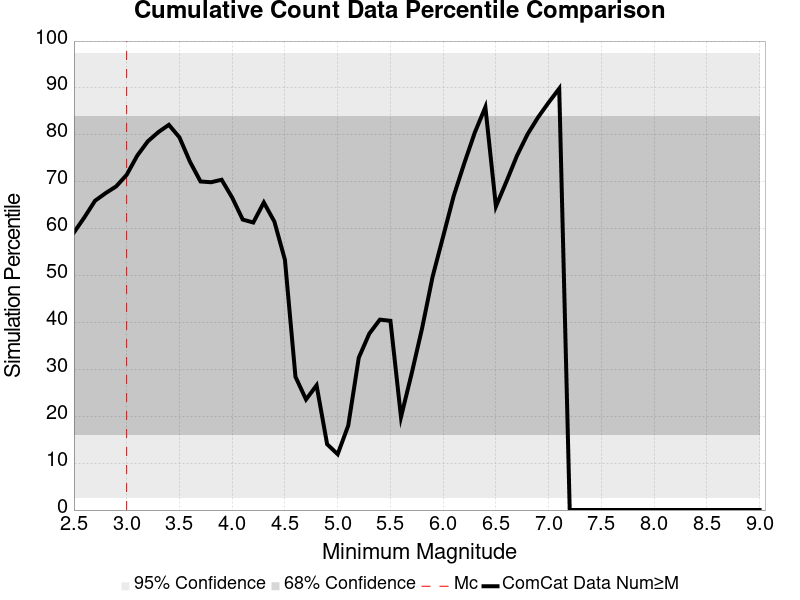 Cumulative Count Data Percentile Comparison
100
90
80
70
60
50
40
30
20
10
0
Simulation Percentile
2.5 3.0 3.5 4.0 4.5 5.0 5.5 6.0 6.5 7.0 7.5 8.0 8.5 9.0
Minimum Magnitude
95% Confidence 68% Confidence Mc ComCat Data Num≥M